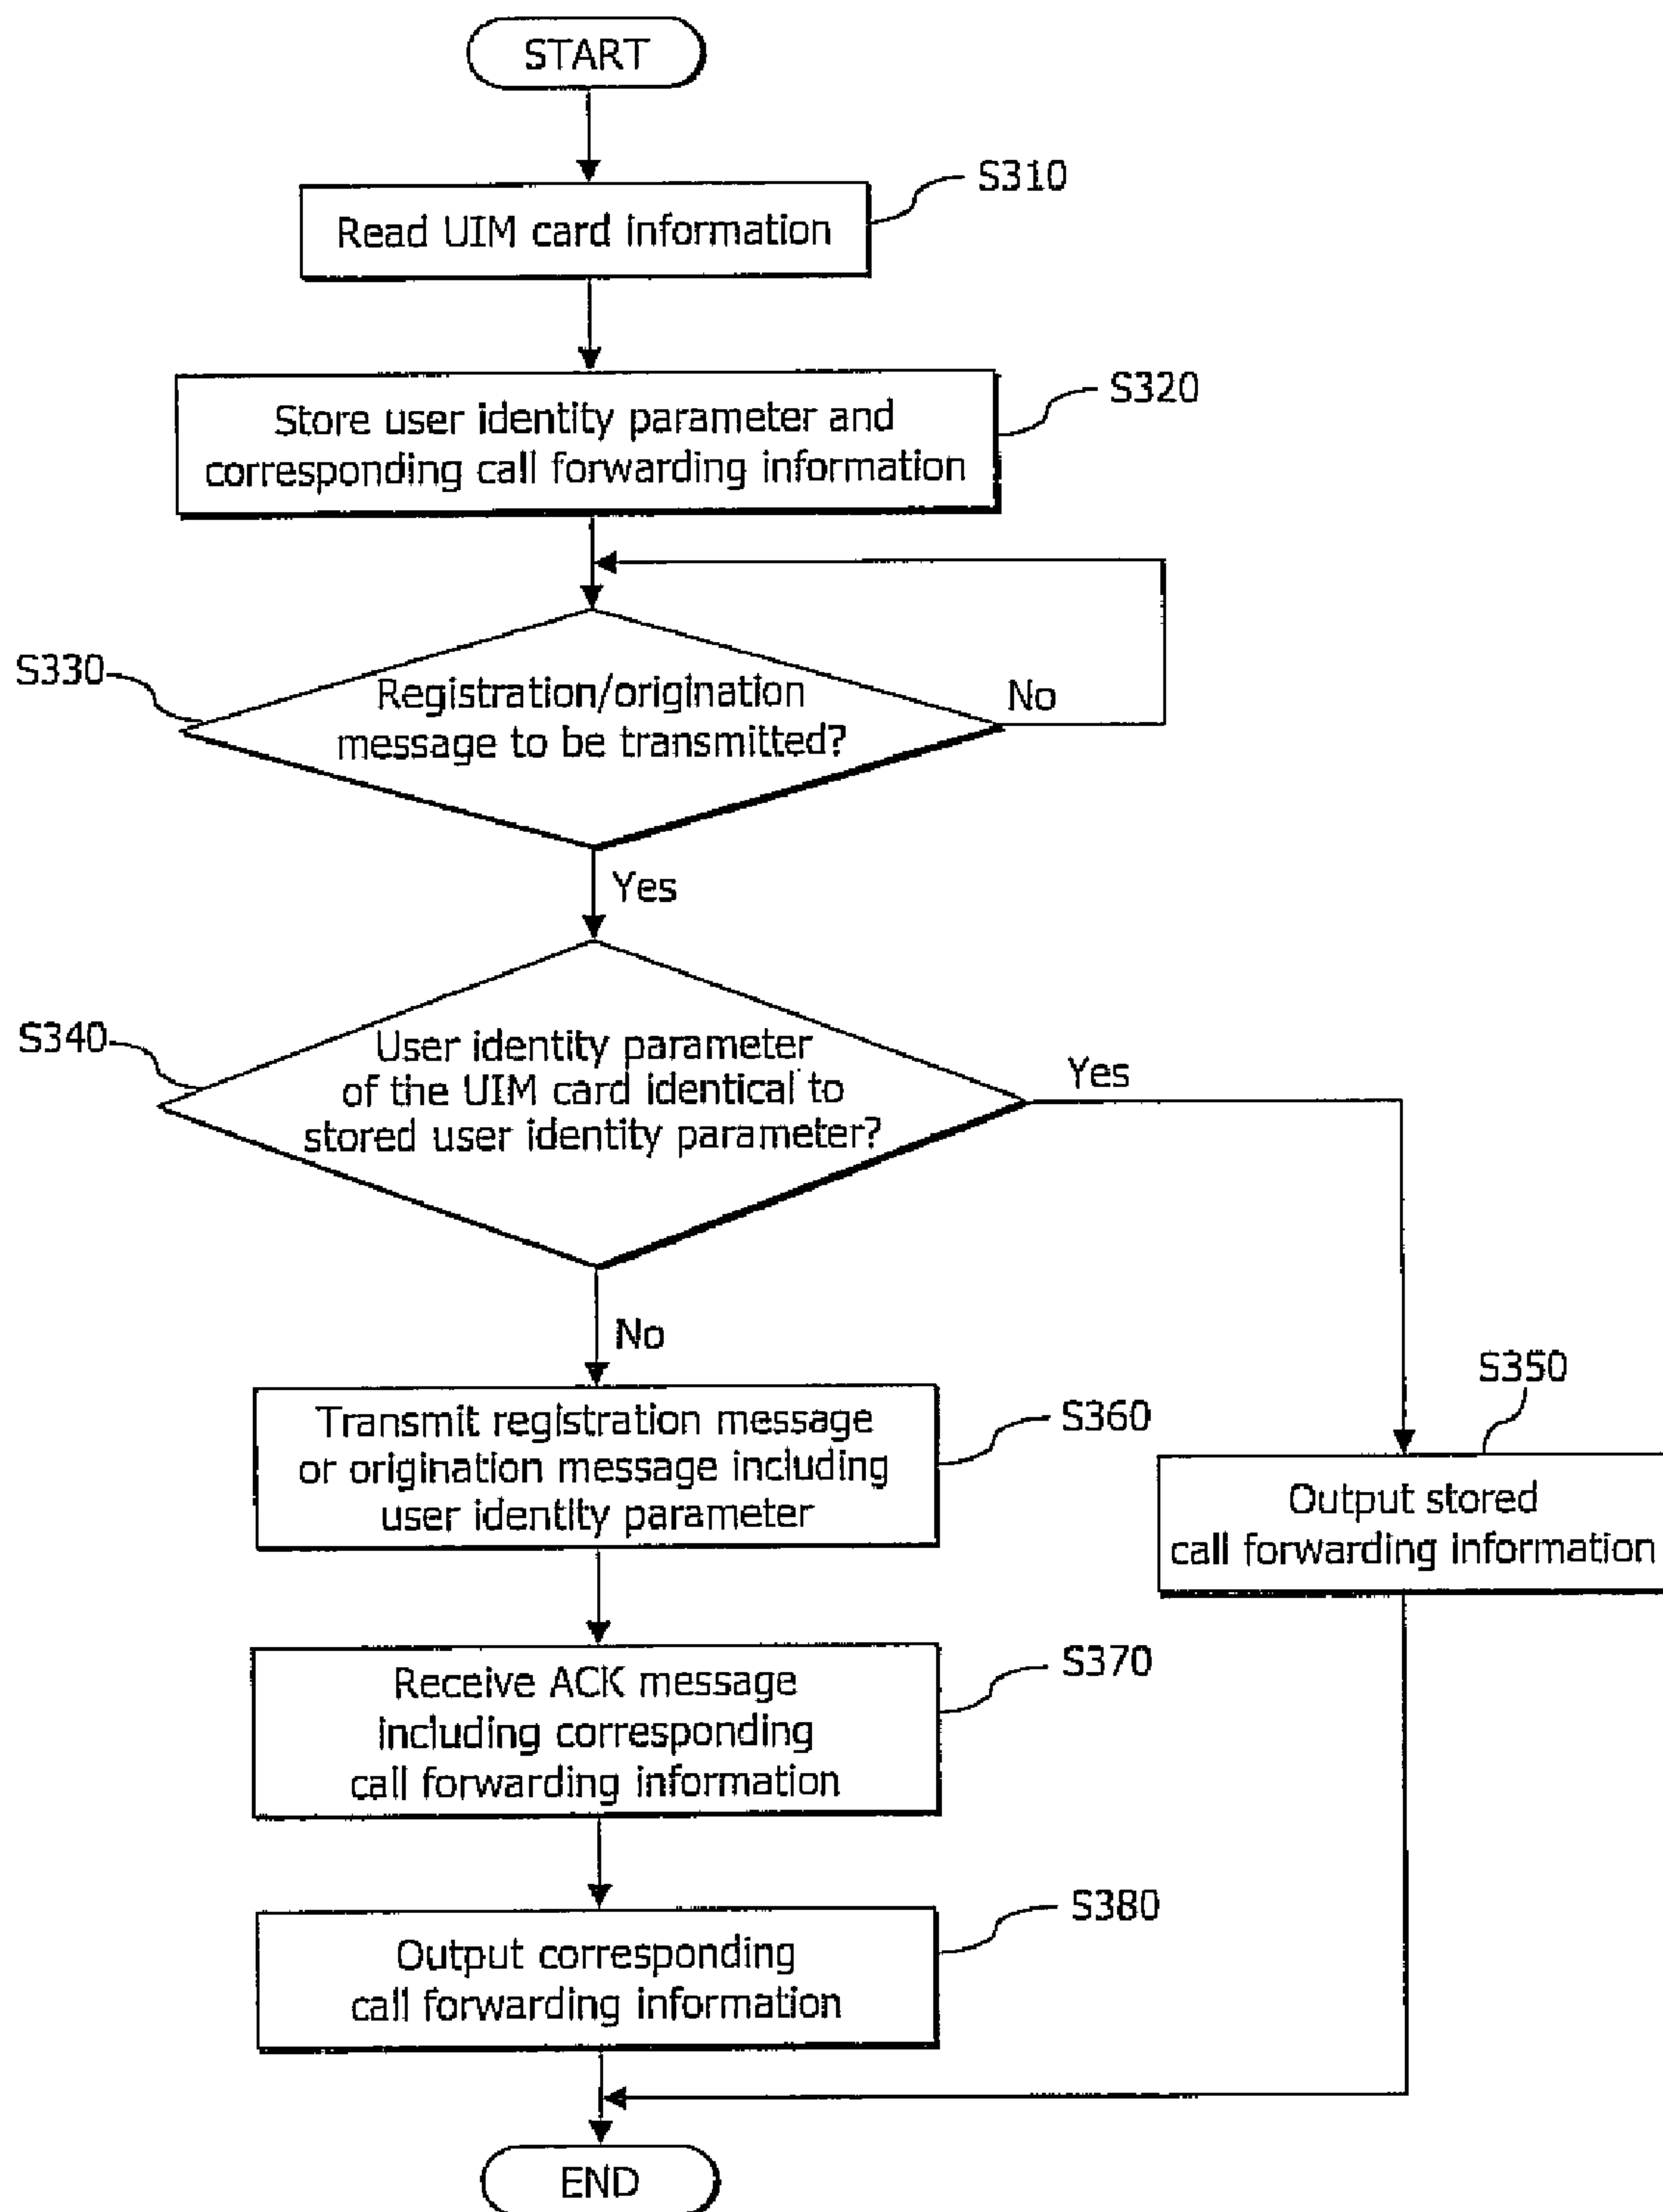 START
S310
Read UIM card information
S320
Store user identity parameter and
corresponding call forwarding information
S330
Registration/origination
message to be transmitted?
No
Yes
S340
User identity parameter
of the UIM card identical to
stored user identity parameter?
Yes
No
S350
Output stored
call forwarding information
S360
Transmit registration message
or origination message including
user identity parameter
S370
Receive ACK message
including corresponding
call forwarding information
S380
Output corresponding
call forwarding information
END